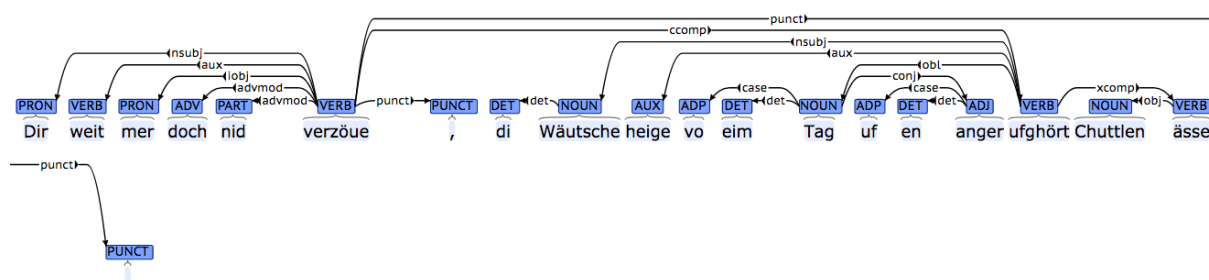 punct
ccomp
nsubj nsubj
aux aux
iobj obl
advmod case conj case
advmod punct det det det xcomp obj
PRON VERB PRON ADV PART VERB PUNCT DET NOUN AUX ADP DET NOUN ADP DET ADJ VERB NOUN VERB
Dir weit mer doch nid verzöue , di Wäutsche heige vo eim Tag uf en anger ufghört Chuttlen ässe
punct
PUNCT